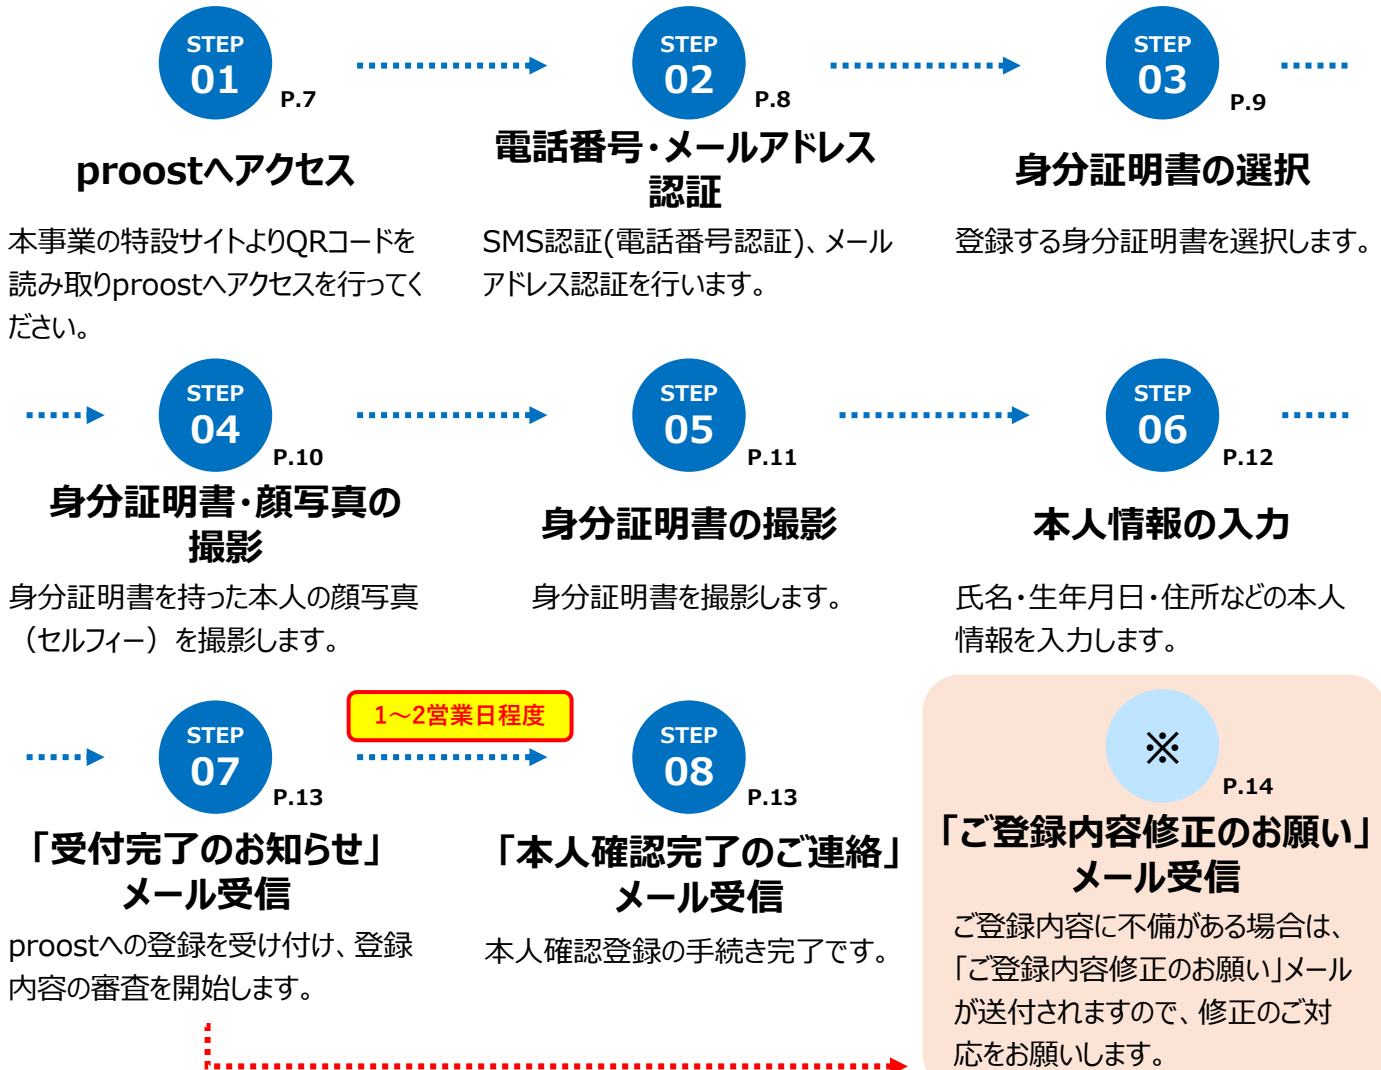 STEP
01
P.7
proostへアクセス
本事業の特設サイトよりQRコードを
読み取りproostへアクセスを行ってく
ださい。
STEP
02
P.8
電話番号・メールアドレス
認証
SMS認証(電話番号認証)、メール
アドレス認証を行います。
STEP
03
P.9
身分証明書の選択
登録する身分証明書を選択します。
STEP
04
P.10
身分証明書・顔写真の
撮影
身分証明書を持った本人の顔写真
（セルフィー）を撮影します。
STEP
05
P.11
身分証明書の撮影
身分証明書を撮影します。
STEP
06
P.12
本人情報の入力
氏名・生年月日・住所などの本人
情報を入力します。
STEP
07
P.13
「受付完了のお知らせ」
メール受信
proostへの登録を受け付け、登録
内容の審査を開始します。
1～2営業日程度
STEP
08
P.13
「本人確認完了のご連絡」
メール受信
本人確認登録の手続き完了です。
※
P.14
「ご登録内容修正のお願い」
メール受信
ご登録内容に不備がある場合は、
「ご登録内容修正のお願い」メール
が送付されますので、修正のご対
応をお願いします。